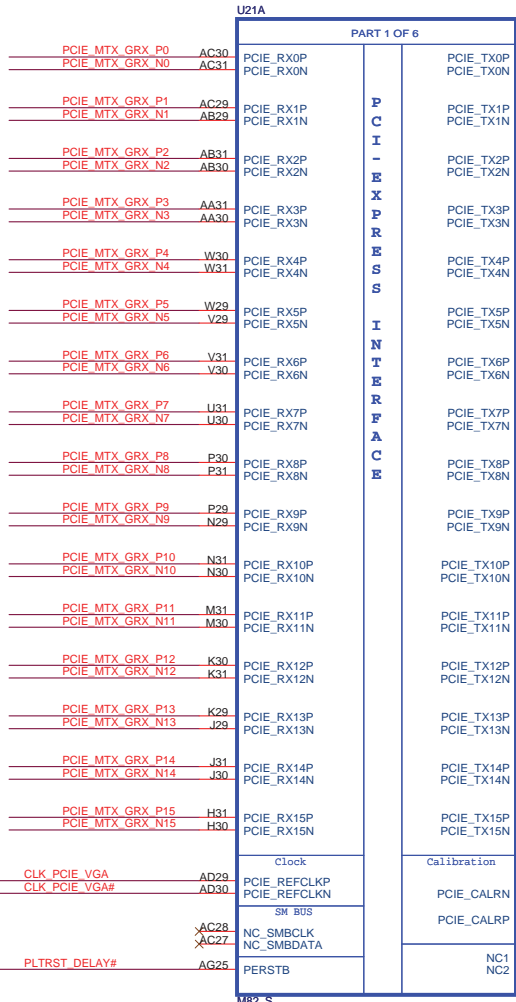 U21A
PART 1 OF 6
PCIE_MTX_GRX_P0 AC30 PCIE_RX0P PCIE_TX0P
PCIE_MTX_GRX_N0 AC31 PCIE_RX0N PCIE_TX0N
PCIE_MTX_GRX_P1 AC29 PCIE_RX1P PCIE_TX1P
PCIE_MTX_GRX_N1 AB29 PCIE_RX1N PCIE_TX1N
PCIE_MTX_GRX_P2 AB31 PCIE_RX2P PCIE_TX2P
PCIE_MTX_GRX_N2 AB30 PCIE_RX2N PCIE_TX2N
PCIE_MTX_GRX_P3 AA31 PCIE_RX3P PCIE_TX3P
PCIE_MTX_GRX_N3 AA30 PCIE_RX3N PCIE_TX3N
PCIE_MTX_GRX_P4 W30 PCIE_RX4P PCIE_TX4P
PCIE_MTX_GRX_N4 W31 PCIE_RX4N PCIE_TX4N
PCIE_MTX_GRX_P5 W29 PCIE_RX5P PCIE_TX5P
PCIE_MTX_GRX_N5 V29 PCIE_RX5N PCIE_TX5N
PCIE_MTX_GRX_P6 V31 PCIE_RX6P PCIE_TX6P
PCIE_MTX_GRX_N6 V30 PCIE_RX6N PCIE_TX6N
PCIE_MTX_GRX_P7 U31 PCIE_RX7P PCIE_TX7P
PCIE_MTX_GRX_N7 U30 PCIE_RX7N PCIE_TX7N
PCIE_MTX_GRX_P8 P30 PCIE_RX8P PCIE_TX8P
PCIE_MTX_GRX_N8 P31 PCIE_RX8N PCIE_TX8N
PCIE_MTX_GRX_P9 P29 PCIE_RX9P PCIE_TX9P
PCIE_MTX_GRX_N9 N29 PCIE_RX9N PCIE_TX9N
PCIE_MTX_GRX_P10 N31 PCIE_RX10P PCIE_TX10P
PCIE_MTX_GRX_N10 N30 PCIE_RX10N PCIE_TX10N
PCIE_MTX_GRX_P11 M31 PCIE_RX11P PCIE_TX11P
PCIE_MTX_GRX_N11 M30 PCIE_RX11N PCIE_TX11N
PCIE_MTX_GRX_P12 K30 PCIE_RX12P PCIE_TX12P
PCIE_MTX_GRX_N12 K31 PCIE_RX12N PCIE_TX12N
PCIE_MTX_GRX_P13 K29 PCIE_RX13P PCIE_TX13P
PCIE_MTX_GRX_N13 J29 PCIE_RX13N PCIE_TX13N
PCIE_MTX_GRX_P14 J31 PCIE_RX14P PCIE_TX14P
PCIE_MTX_GRX_N14 J30 PCIE_RX14N PCIE_TX14N
PCIE_MTX_GRX_P15 H31 PCIE_RX15P PCIE_TX15P
PCIE_MTX_GRX_N15 H30 PCIE_RX15N PCIE_TX15N
PCI-EXPRESS INTERFACE
Clock Calibration
CLK_PCIE_VGA AD29 PCIE_REFCLKP
CLK_PCIE_VGA# AD30 PCIE_REFCLKN PCIE_CALRN
SM BUS
PCIE_CALRP
AC28 NC_SMBCLK
AC27 NC_SMBDATA
NC1
PLTRST_DELAY# AG25 PERSTB NC2
M82_S